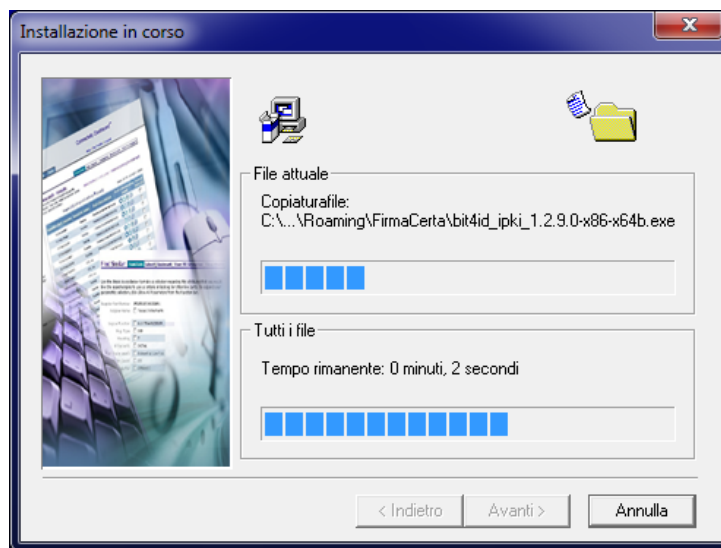 Installazione in corso
File attuale
Copiaturafile:
C:\...\Roaming\FirmaCerta\bit4id_ipki_1.2.9.0-x86-x64b.exe
Tutti i file
Tempo rimanente: 0 minuti, 2 secondi
< Indietro
Avanti >
Annulla